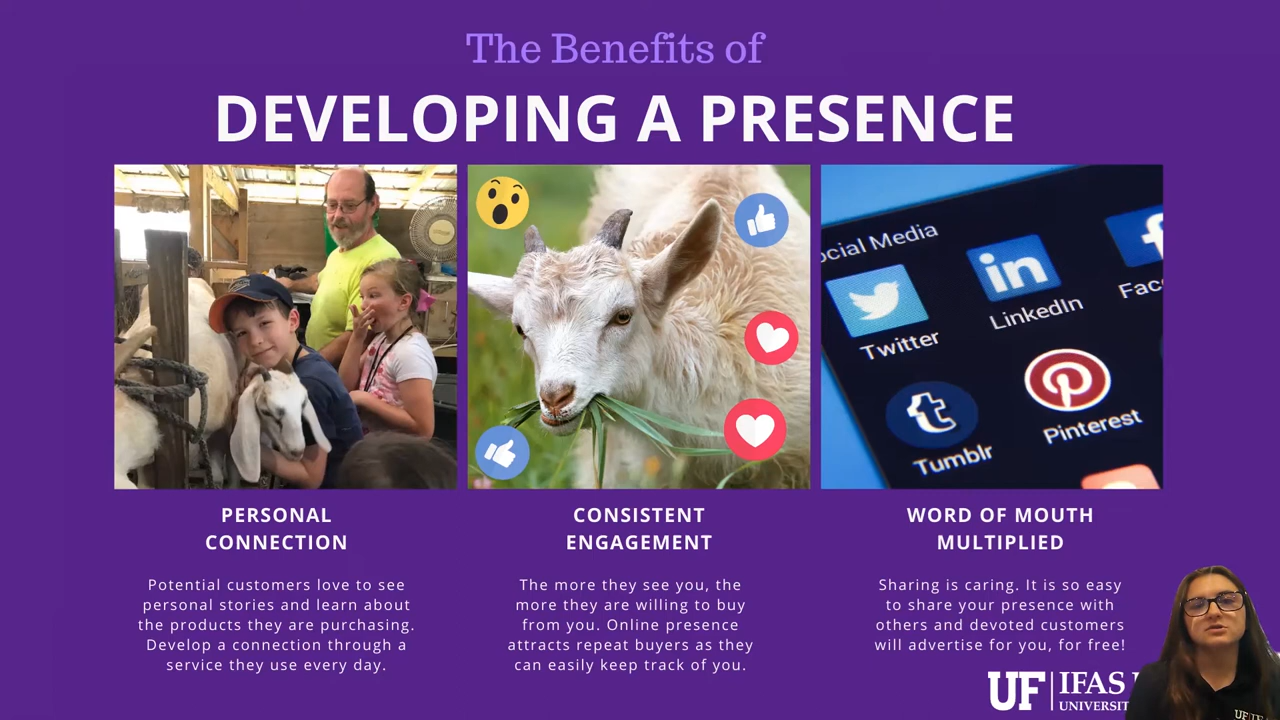 The Benefits of
DEVELOPING A PRESENCE
ocial Media
Twitter
in
LinkedIn
f
Fac
t
Tumblr
Pinterest
PERSONAL
CONNECTION
Potential customers love to see
personal stories and learn about
the products they are purchasing.
Develop a connection through a
service they use every day.
CONSISTENT
ENGAGEMENT
The more they see you, the
more they are willing to buy
from you. Online presence
attracts repeat buyers as they
can easily keep track of you.
WORD OF MOUTH
MULTIPLIED
Sharing is caring. It is so easy
to share your presence with
others and devoted customers
will advertise for you, for free!
UF IFAS
UNIVERSIT